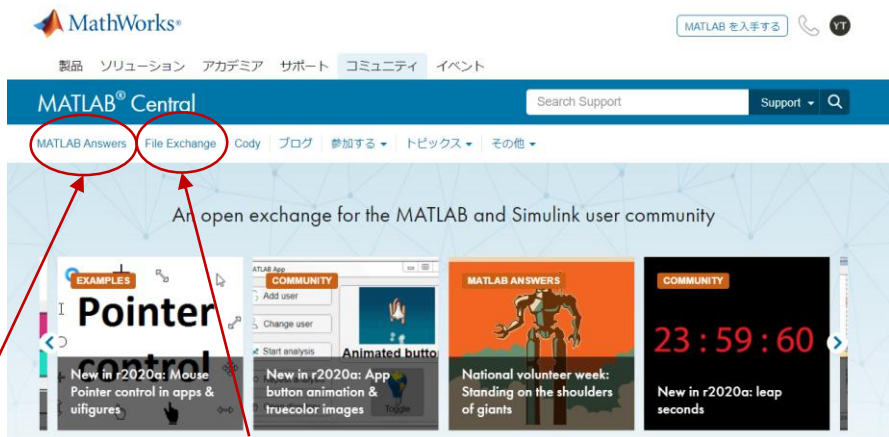 MathWorks®
MATLAB を入手する
YT
製品 ソリューション アカデミア サポート コミュニティ イベント
MATLAB® Central
Search Support
Support
MATLAB Answers File Exchange Cody ブログ 参加する トピックス その他
An open exchange for the MATLAB and Simulink user community
EXAMPLES
Pointer
control
New in r2020a: Mouse
Pointer control in apps &
uifigures
MATLAB App
COMMUNITY
Add user
Change user
Start analysis
Animated butto
New in r2020a: App
button animation &
truecolor images
Toggle
MATLAB ANSWERS
National volunteer week:
Standing on the shoulders
of giants
COMMUNITY
23:59:60
New in r2020a: leap
seconds